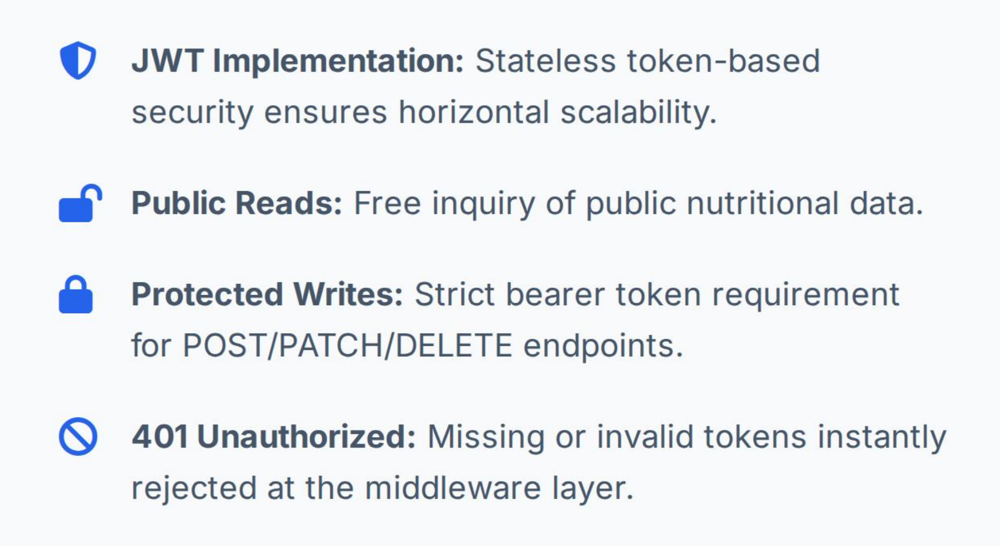 JWT Implementation: Stateless token-based
security ensures horizontal scalability.
Public Reads: Free inquiry of public nutritional data.
Protected Writes: Strict bearer token requirement
for POST/PATCH/DELETE endpoints.
401 Unauthorized: Missing or invalid tokens instantly
rejected at the middleware layer.